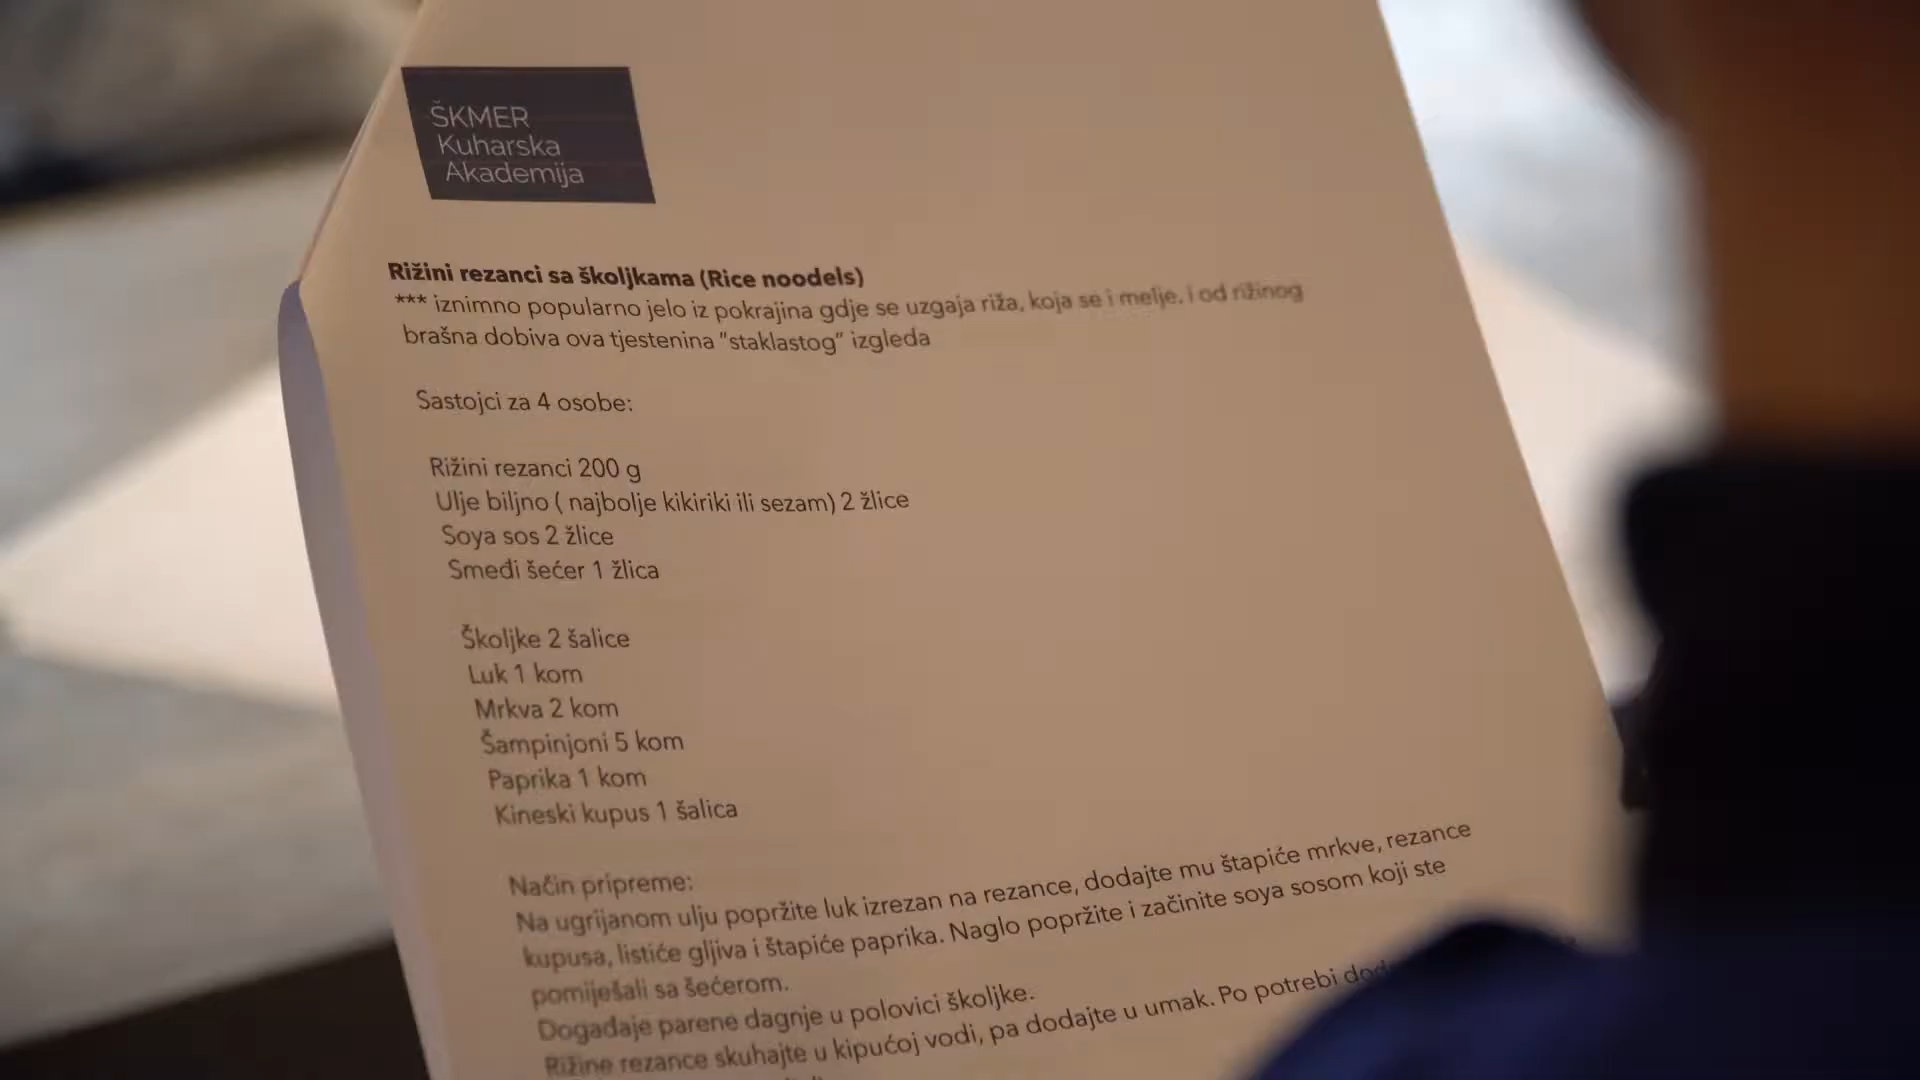 ŠKMER
Kuharska
Akademija
Rižini rezanci sa školjkama (Rice noodels)
*** iznimno popularno jelo iz pokrajina gdje se uzgaja riža, koja se i melje, i od rižinog
brašna dobiva ova tjestenina "staklastog" izgleda
Sastojci za 4 osobe:
Rižini rezanci 200 g
Ulje biljno ( najbolje kikiriki ili sezam) 2 žlice
Soya sos 2 žlice
Smeđi šećer 1 žlica
Školjke 2 šalice
Luk 1 kom
Mrkva 2 kom
Šampinjoni 5 kom
Paprika 1 kom
Kineski kupus 1 šalica
Način pripreme:
Na ugrijanom ulju popržite luk izrezan na rezance, dodajte mu štapiće mrkve, rezance
kupusa, listiće gljiva i štapiće paprika. Naglo popržite i začinite soya sosom koji ste
pomiješali sa šećerom.
Događaje parene dagnje u polovici školjke.
Rižine rezance skuhajte u kipućoj vodi, pa dodajte u umak. Po potrebi